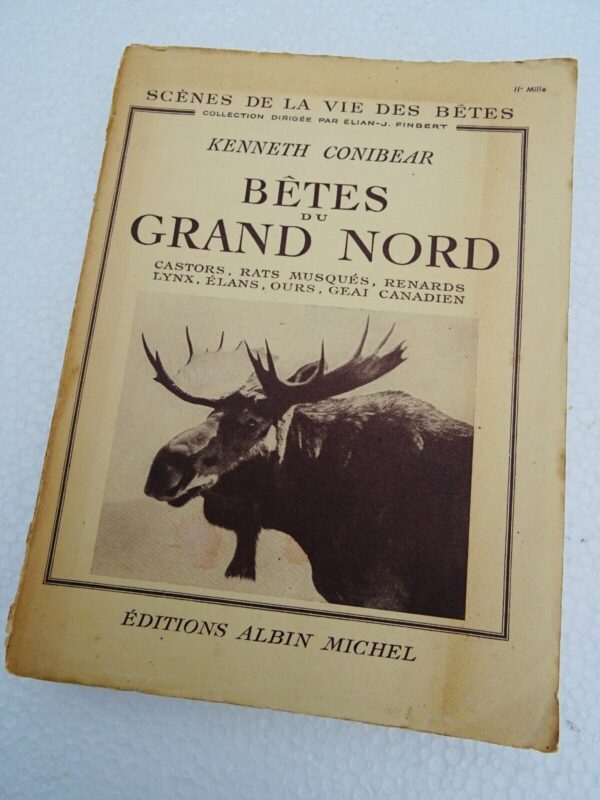 IIᵉ Mille
SCÈNES DE LA VIE DES BÊTES
COLLECTION DIRIGÉE PAR ELIAN-J. FINBERT
KENNETH CONIBEAR
BÊTES
DU
GRAND NORD
CASTORS, RATS MUSQUÉS, RENARDS
LYNX, ÉLANS, OURS, GEAI CANADIEN
ÉDITIONS ALBIN MICHEL